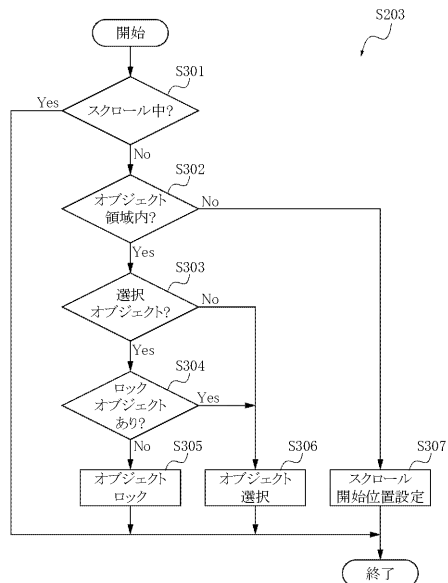 S203
開始
S301
Yes
スクロール中?
No
S302
オブジェクト
領域内?
No
Yes
S303
選択
オブジェクト?
No
Yes
S304
ロック
オブジェクト
あり?
Yes
No
S305
オブジェクト
ロック
S306
オブジェクト
選択
S307
スクロール
開始位置設定
終了